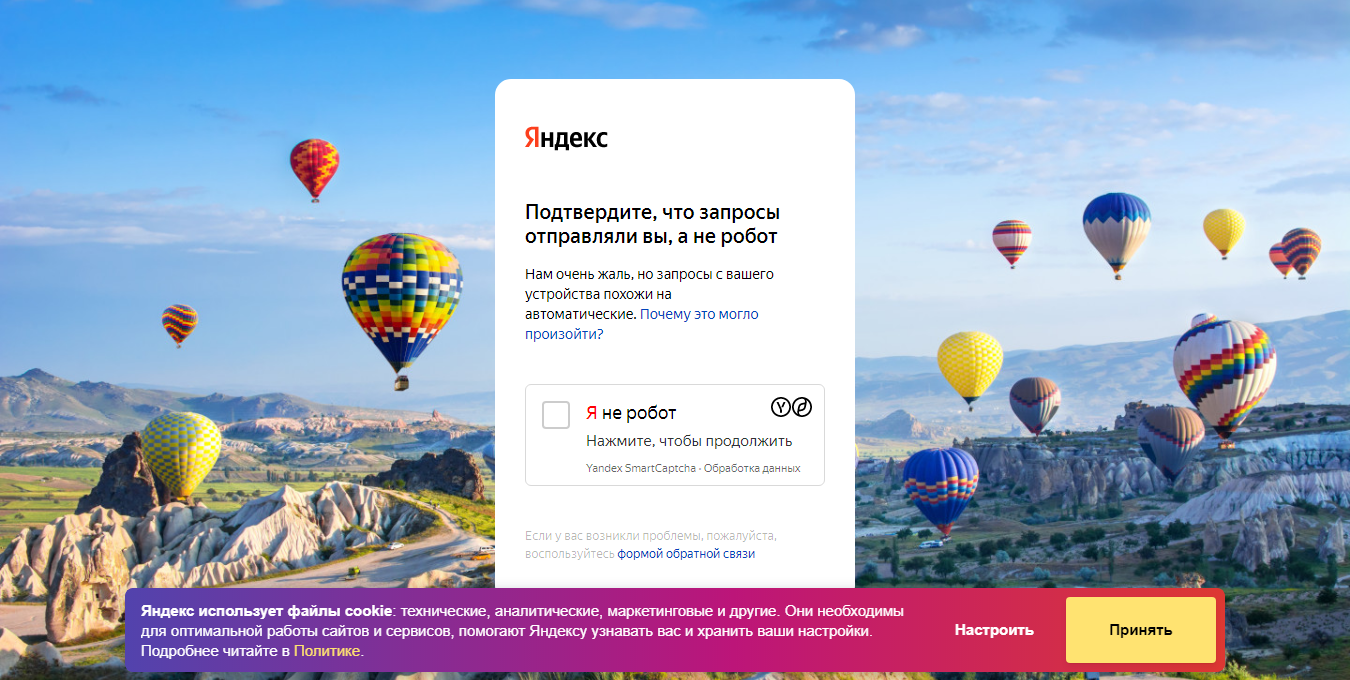 Яндекс
Подтвердите, что запросы
отправляли вы, а не робот
Нам очень жаль, но запросы с вашего
устройства похожи на
автоматические. Почему это могло
произойти?
Я не робот
Нажмите, чтобы продолжить
Yandex SmartCaptcha · Обработка данных
Если у вас возникли проблемы, пожалуйста,
воспользуйтесь формой обратной связи
Яндекс использует файлы cookie: технические, аналитические, маркетинговые и другие. Они необходимы
для оптимальной работы сайтов и сервисов, помогают Яндексу узнавать вас и хранить ваши настройки.
Подробнее читайте в Политике.
Настроить
Принять